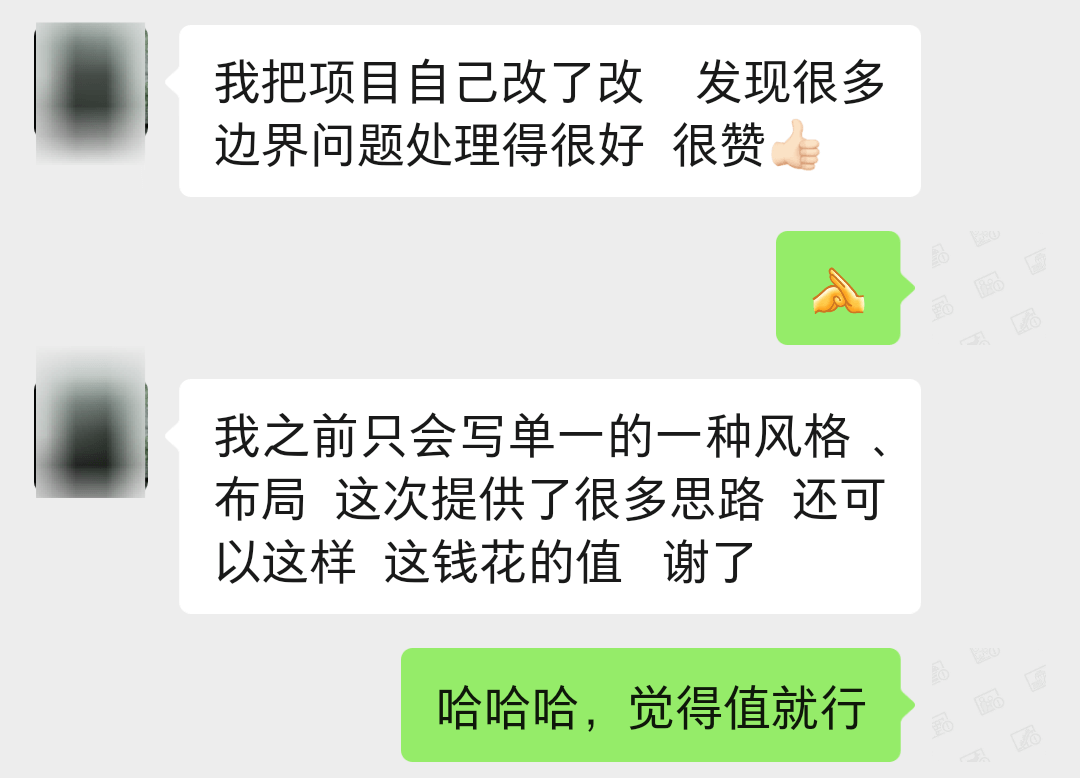 我把项目自己改了改 发现很多
边界问题处理得很好 很赞👍🏻
我之前只会写单一的一种风格、
布局 这次提供了很多思路 还可
以这样 这钱花的值 谢了
哈哈哈，觉得值就行